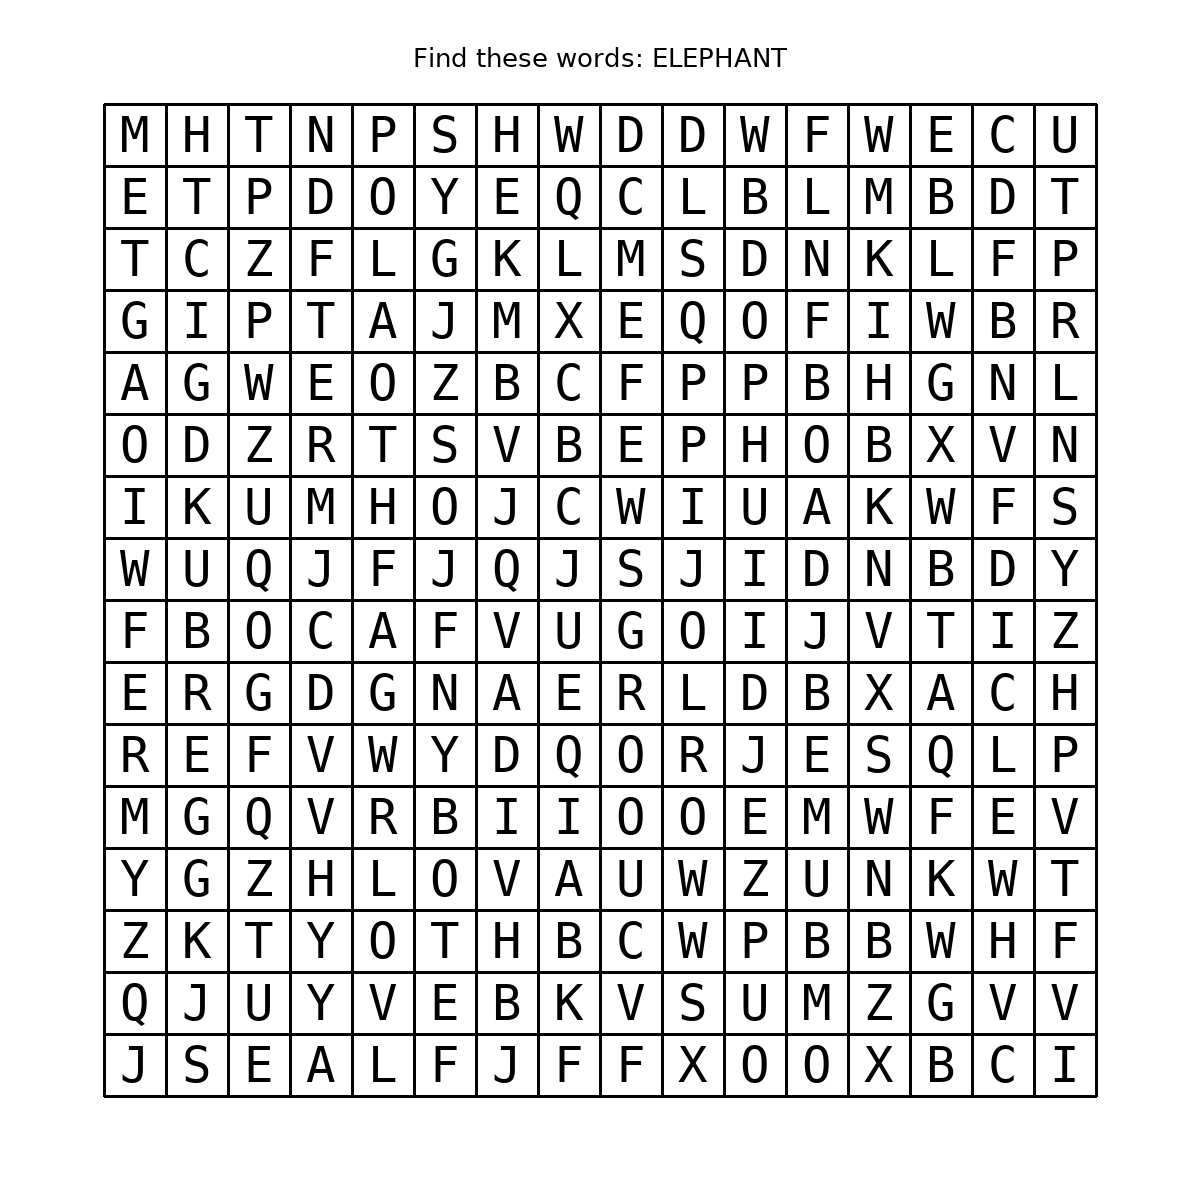 Find these words: ELEPHANT
M H T N P S H W D D W F W E C U
E T P D O Y E Q C L B L M B D T
T C Z F L G K L M S D N K L F P
G I P T A J M X E Q O F I W B R
A G W E O Z B C F P P B H G N L
O D Z R T S V B E P H O B X V N
I K U M H O J C W I U A K W F S
W U Q J F J Q J S J I D N B D Y
F B O C A F V U G O I J V T I Z
E R G D G N A E R L D B X A C H
R E F V W Y D Q O R J E S Q L P
M G Q V R B I I O O E M W F E V
Y G Z H L O V A U W Z U N K W T
Z K T Y O T H B C W P B B W H F
Q J U Y V E B K V S U M Z G V V
J S E A L F J F F X O O X B C I